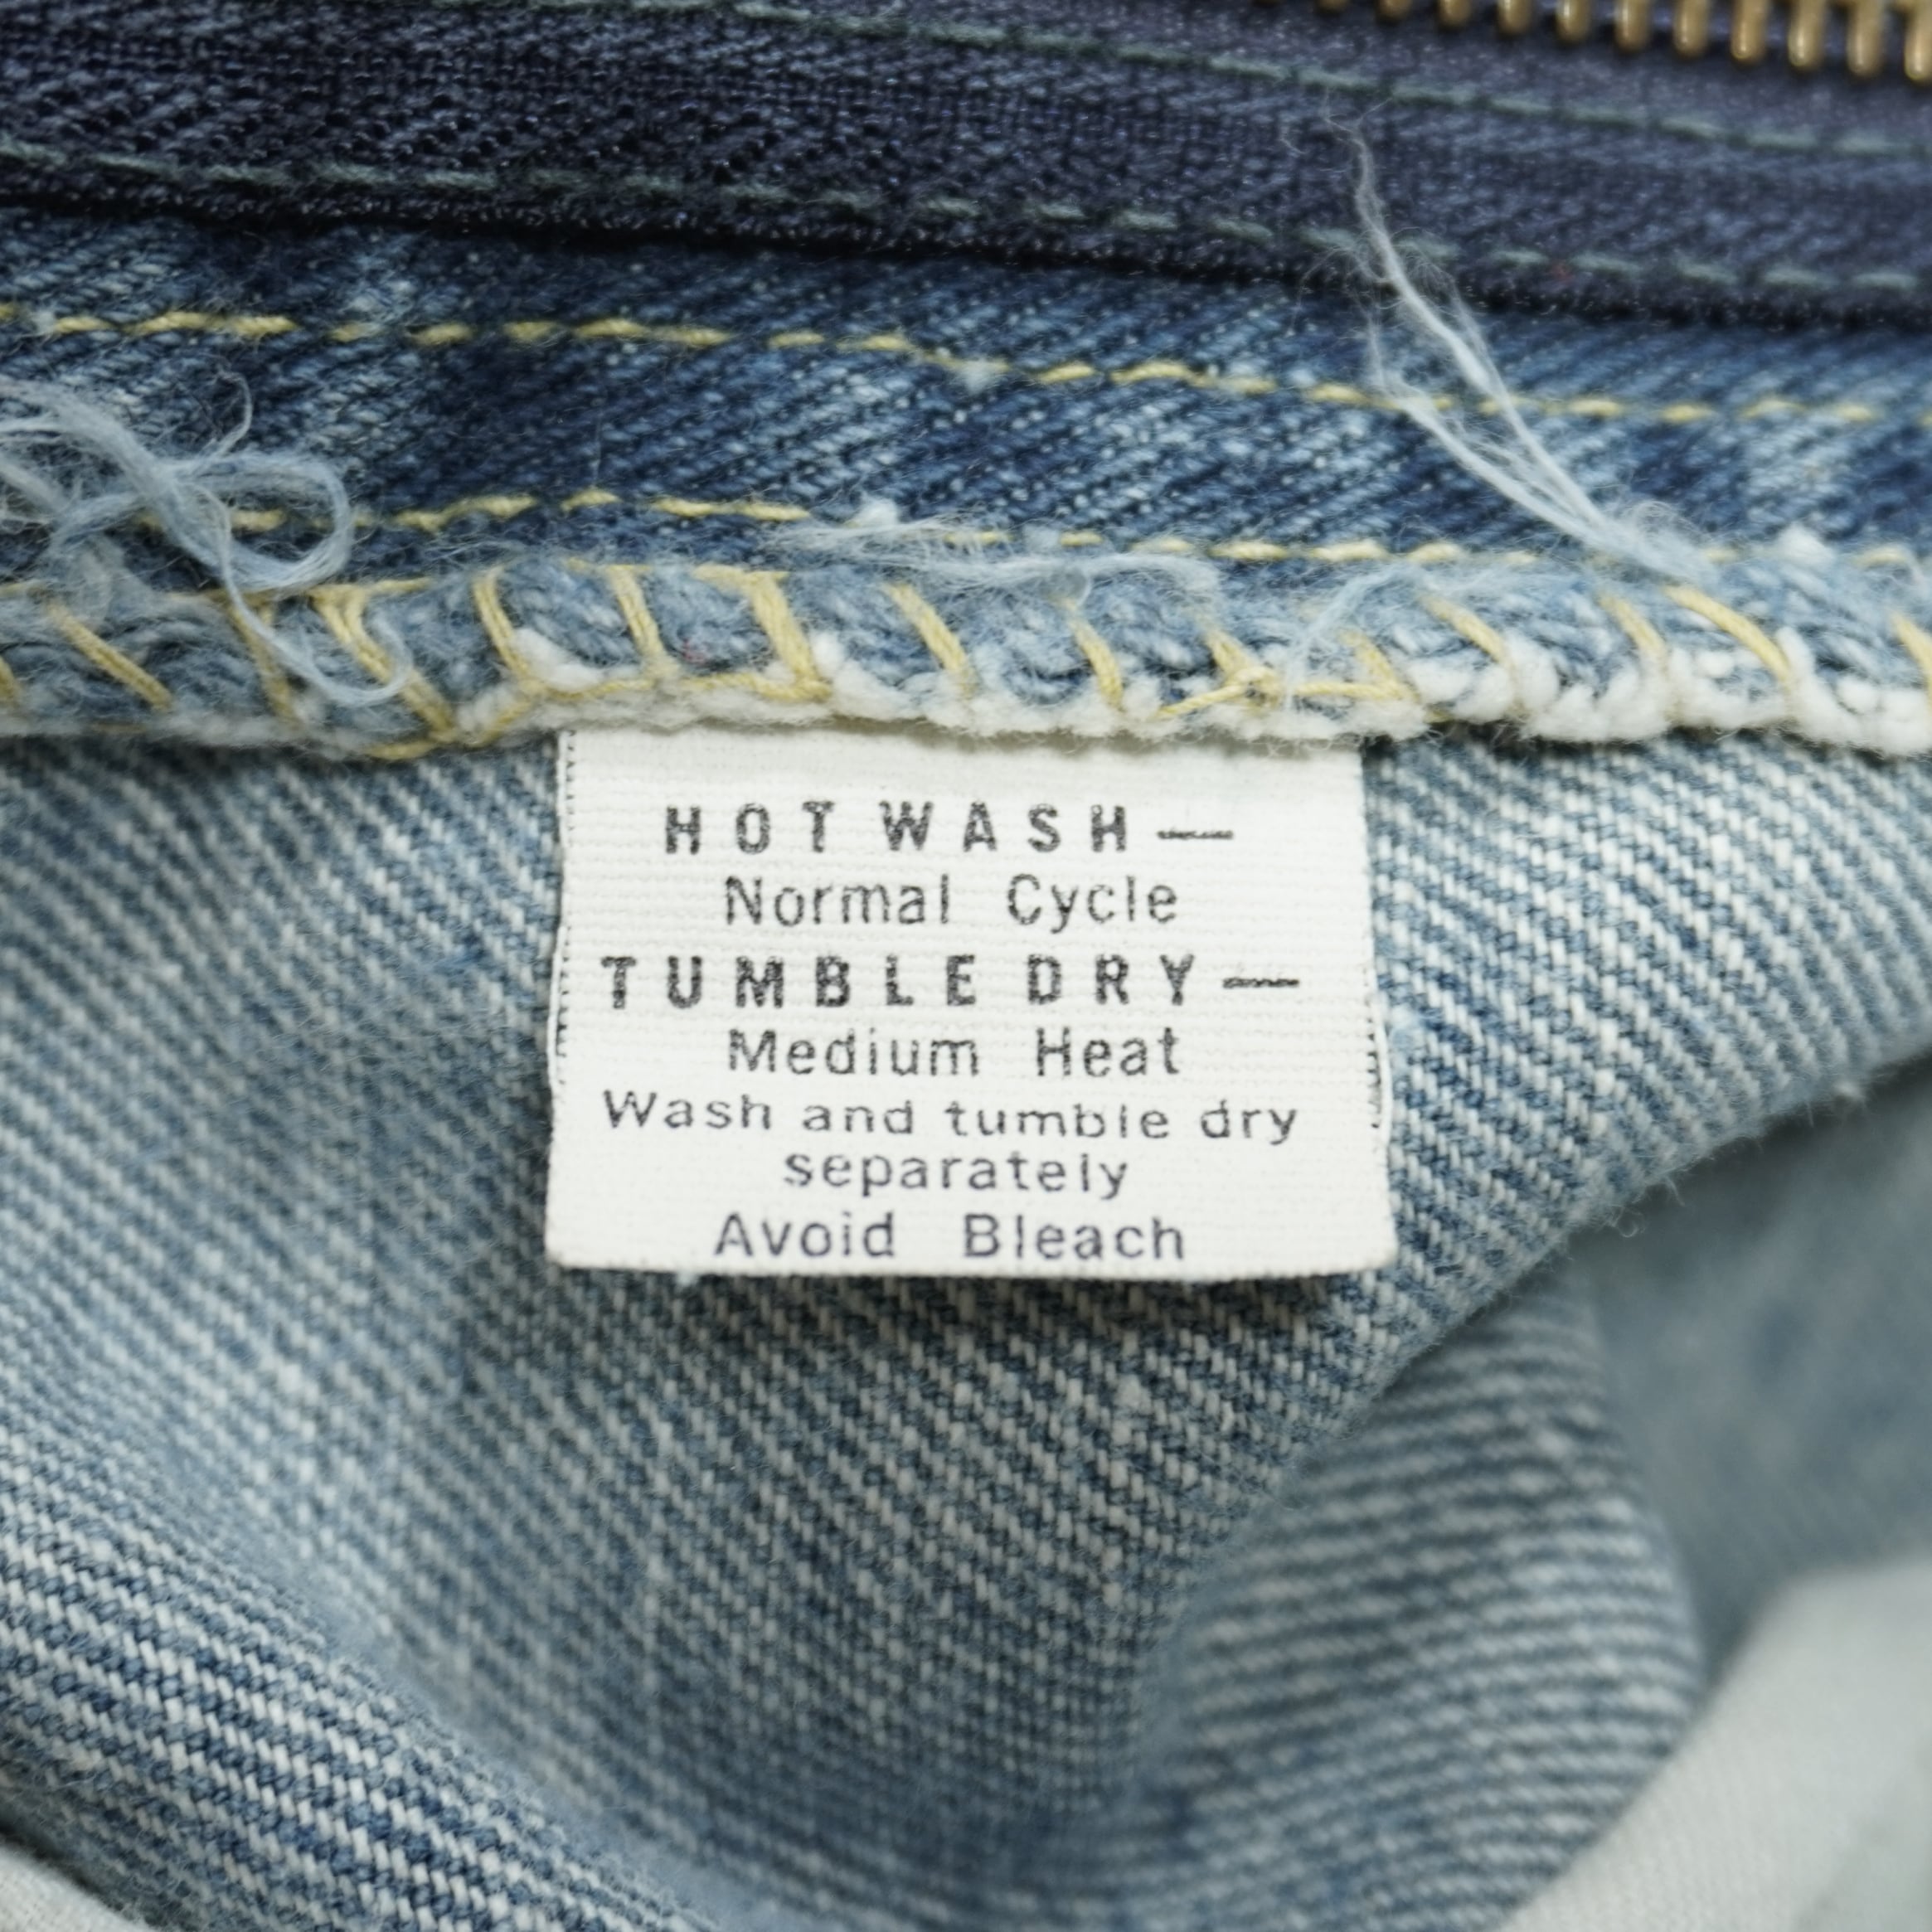 HOT WASH—
Normal Cycle
TUMBLE DRY—
Medium Heat
Wash and tumble dry
separately
Avoid Bleach